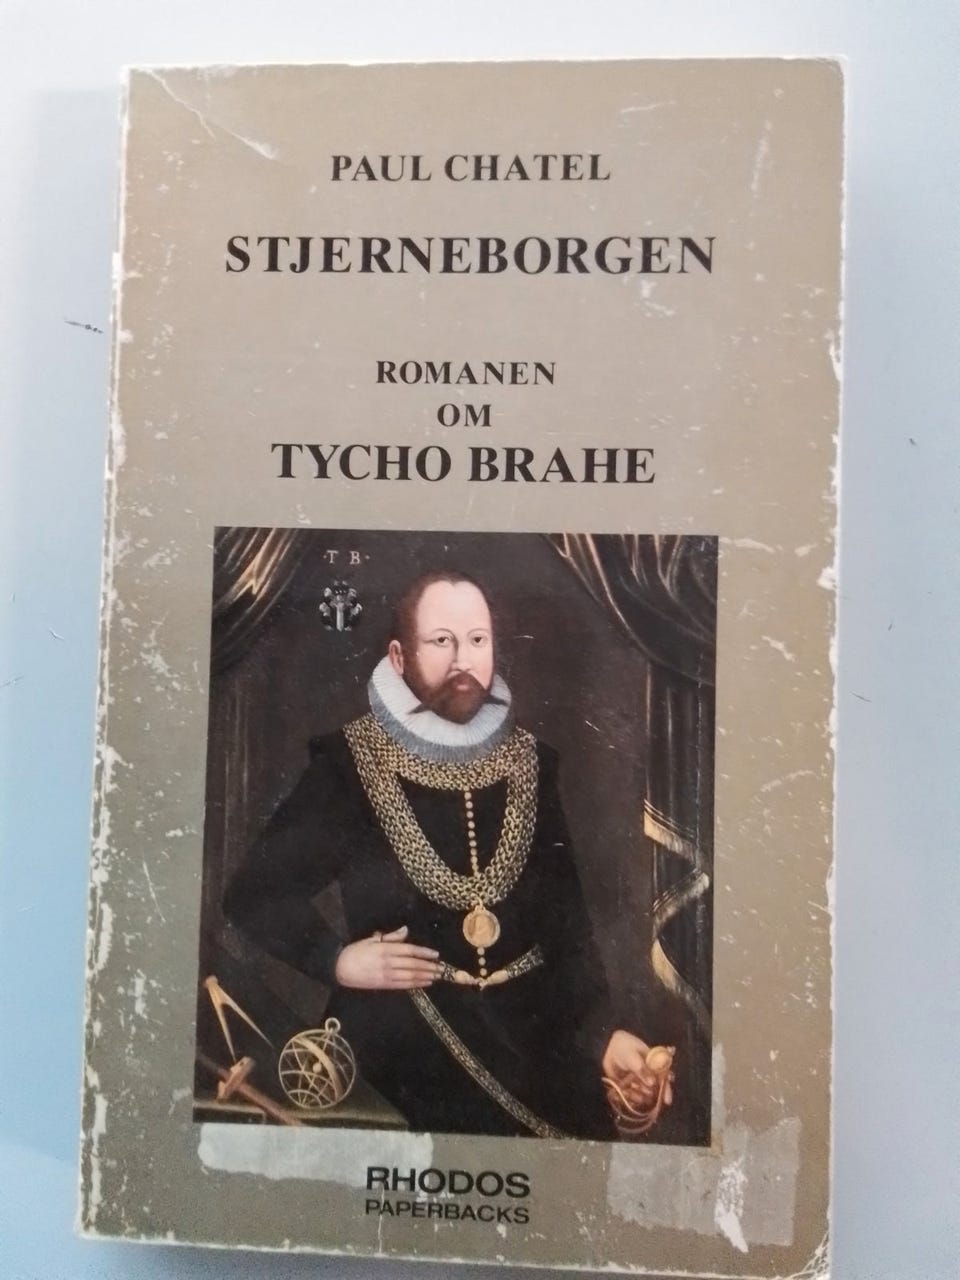 PAUL CHATEL
STJERNEBORGEN
ROMANEN
OM
TYCHO BRAHE
·T B·
RHODOS
PAPERBACKS